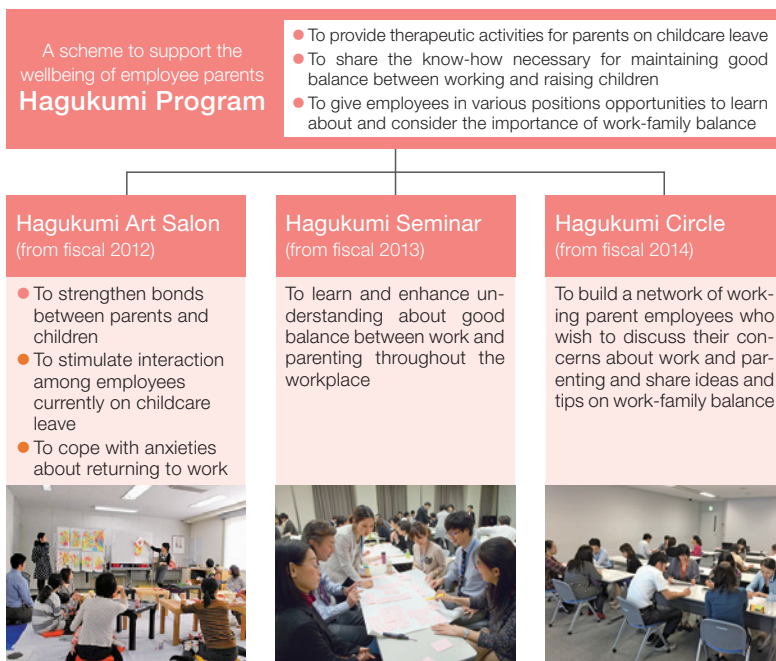 A scheme to support the
wellbeing of employee parents
Hagukumi Program
● To provide therapeutic activities for parents on childcare leave
● To share the know-how necessary for maintaining good
balance between working and raising children
● To give employees in various positions opportunities to learn
about and consider the importance of work-family balance
Hagukumi Art Salon
(from fiscal 2012)
● To strengthen bonds
between parents and
children
● To stimulate interaction
among employees
currently on childcare
leave
● To cope with anxieties
about returning to work
Hagukumi Seminar
(from fiscal 2013)
To learn and enhance un-
derstanding about good
balance between work and
parenting throughout the
workplace
Hagukumi Circle
(from fiscal 2014)
To build a network of work-
ing parent employees who
wish to discuss their con-
cerns about work and par-
enting and share ideas and
tips on work-family balance